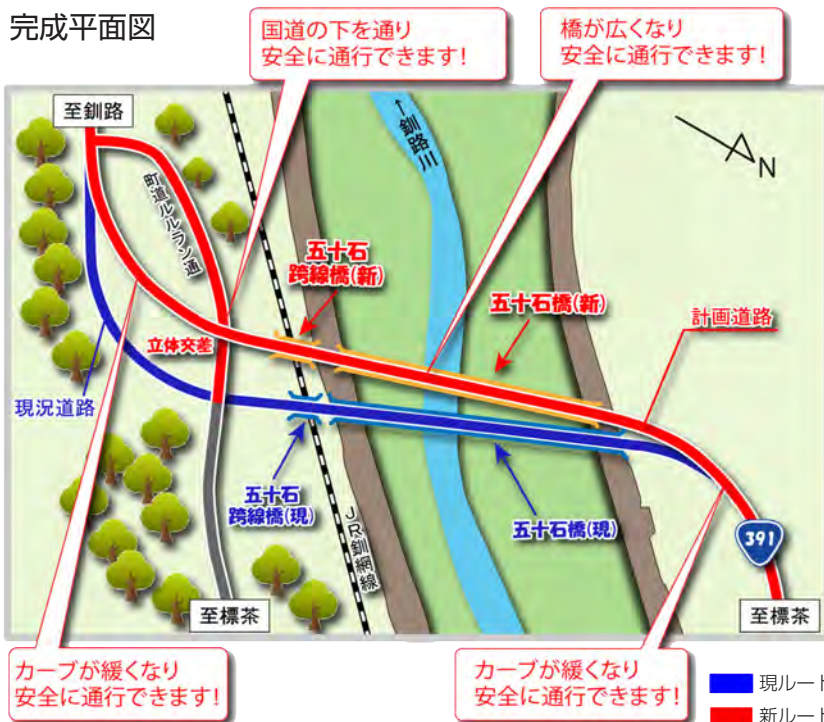 完成平面図
国道の下を通り
安全に通行できます!
橋が広くなり
安全に通行できます!
至釧路
←釧路川
N
町道ルルラン通
五十石
跨線橋(新)
五十石橋(新)
計画道路
立体交差
現況道路
五十石
跨線橋(現)
JR釧網線
五十石橋(現)
391
至標茶
至標茶
カーブが緩くなり
安全に通行できます!
カーブが緩くなり
安全に通行できます!
現ルート
新ルート